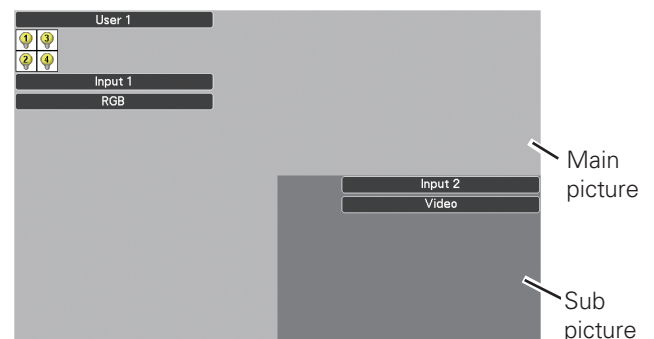 User 1
1 3
2 4
Input 1
RGB
Main
picture
Input 2
Video
Sub
picture